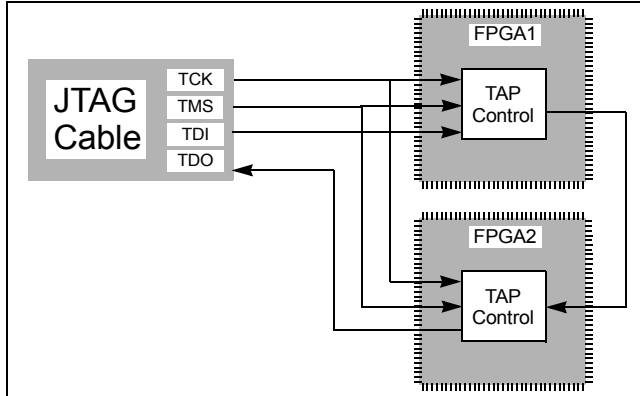 FPGA1
JTAG
Cable
TCK
TMS
TDI
TDO
TAP
Control
FPGA2
TAP
Control